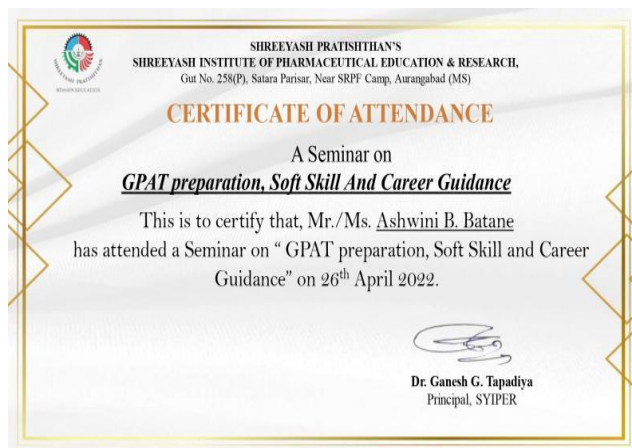 SHREEYASH PRATISHTHAN'S
SHREEYASH INSTITUTE OF PHARMACEUTICAL EDUCATION & RESEARCH,
Gut No. 258(P), Satara Parisar, Near SRPF Camp, Aurangabad (MS)
CERTIFICATE OF ATTENDANCE
A Seminar on
GPAT preparation, Soft Skill And Career Guidance
This is to certify that, Mr./Ms. Ashwini B. Batane
has attended a Seminar on “ GPAT preparation, Soft Skill and Career
Guidance” on 26th April 2022.
Dr. Ganesh G. Tapadiya
Principal, SYIPER